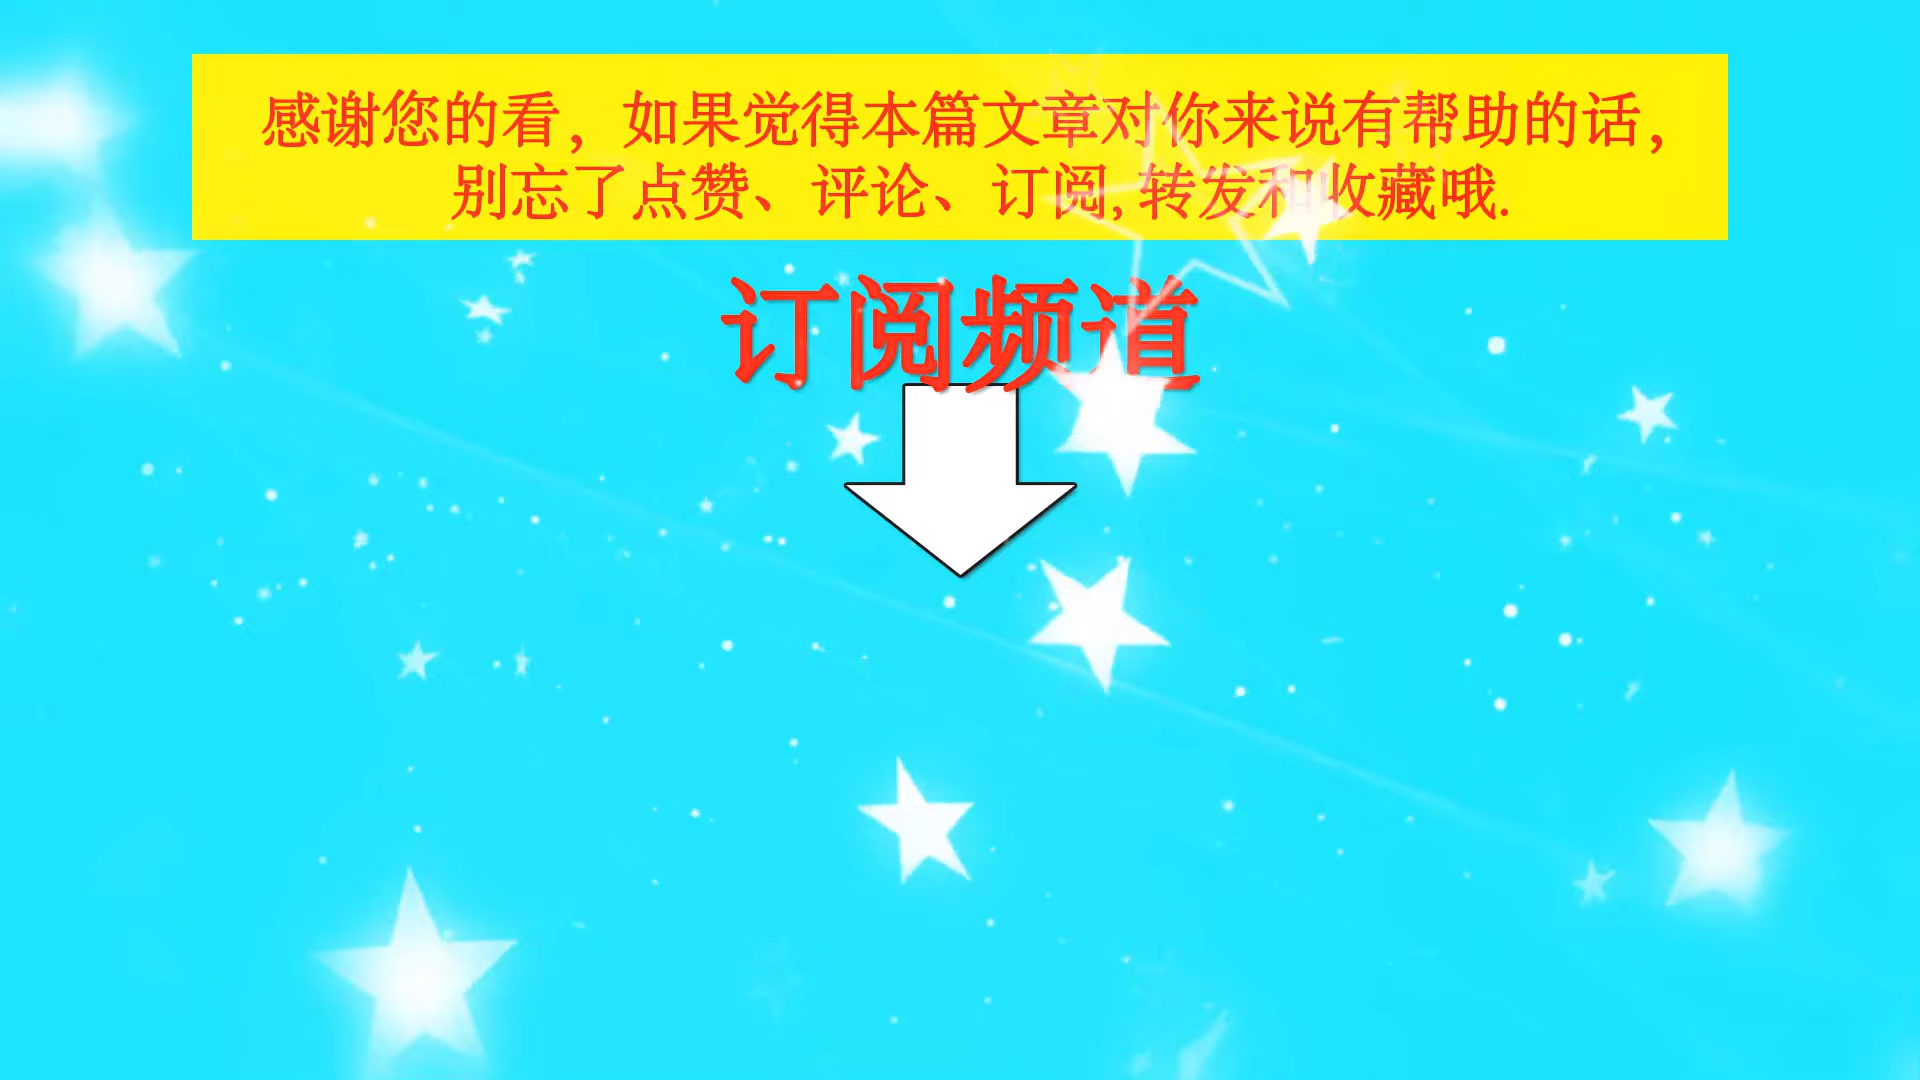 感谢您的看，如果觉得本篇文章对你来说有帮助的话，
别忘了点赞、评论、订阅,转发和收藏哦.
订阅频道